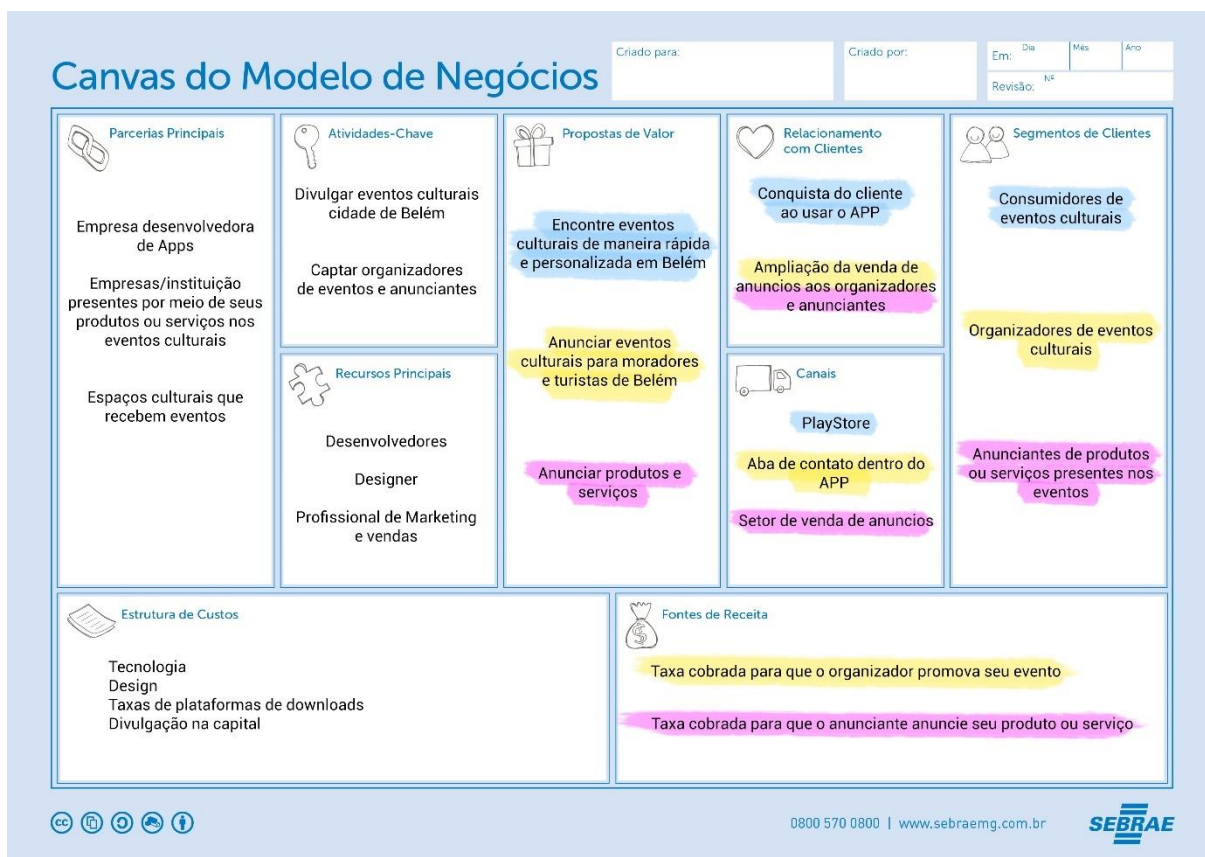 Canvas do Modelo de Negócios
Criado para:
Criado por:
Em:
Dia
Mês
Ano
Revisão:
Nº
Parcerias Principais
Empresa desenvolvedora
de Apps
Empresas/instituição
presentes por meio de seus
produtos ou serviços nos
eventos culturais
Espaços culturais que
recebem eventos
Atividades-Chave
Divulgar eventos culturais
cidade de Belém
Captar organizadores
de eventos e anunciantes
Recursos Principais
Desenvolvedores
Designer
Profissional de Marketing
e vendas
Propostas de Valor
Encontre eventos
culturais de maneira rápida
e personalizada em Belém
Anunciar eventos
culturais para moradores
e turistas de Belém
Anunciar produtos e
serviços
Relacionamento
com Clientes
Conquista do cliente
ao usar o APP
Ampliação da venda de
anuncios aos organizadores
e anunciantes
Canais
PlayStore
Aba de contato dentro do
APP
Setor de venda de anuncios
Segmentos de Clientes
Consumidores de
eventos culturais
Organizadores de eventos
culturais
Anunciantes de produtos
ou serviços presentes nos
eventos
Estrutura de Custos
Tecnologia
Design
Taxas de plataformas de downloads
Divulgação na capital
Fontes de Receita
$
Taxa cobrada para que o organizador promova seu evento
Taxa cobrada para que o anunciante anuncie seu produto ou serviço
cc
0800 570 0800 | www.sebraemg.com.br
SEBRAE